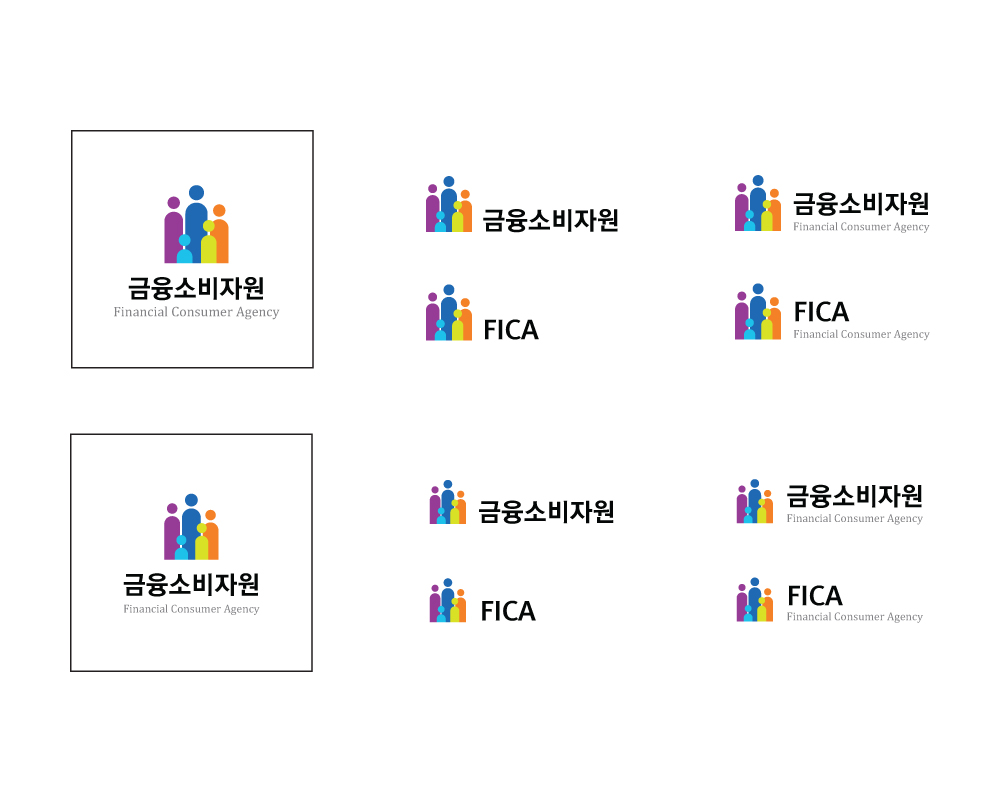 금융소비자원
Financial Consumer Agency
금융소비자원
금융소비자원
Financial Consumer Agency
FICA
FICA
Financial Consumer Agency
금융소비자원
Financial Consumer Agency
금융소비자원
금융소비자원
Financial Consumer Agency
FICA
FICA
Financial Consumer Agency